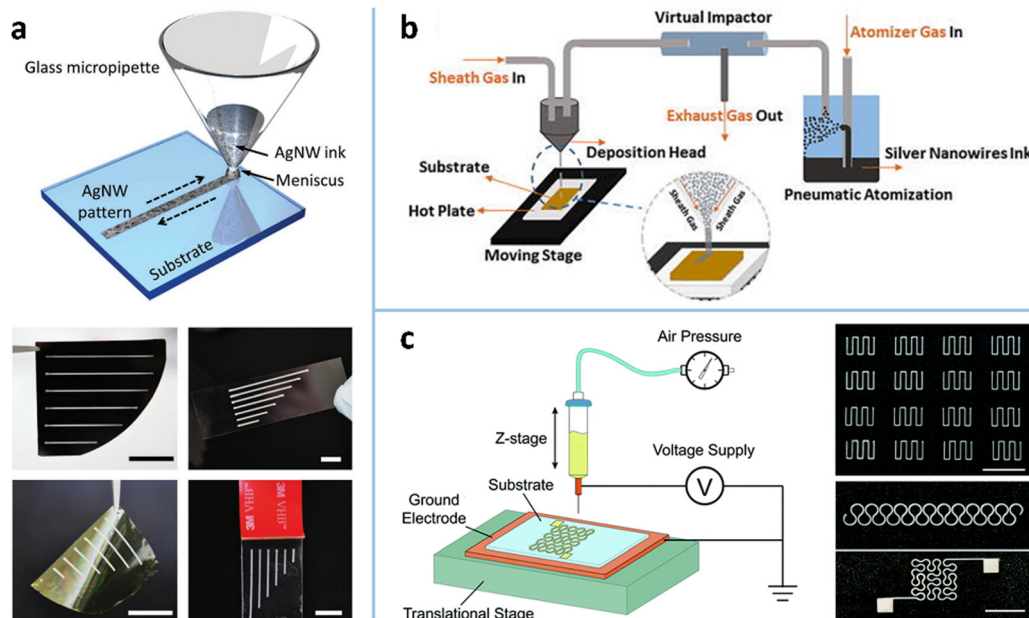 a
Glass micropipette
AgNW ink
Meniscus
AgNW
pattern
Substrate
3M VHB™ 3M
b
Virtual Impactor
Atomizer Gas In
Sheath Gas In
Exhaust Gas Out
Deposition Head
Substrate
Hot Plate
Moving Stage
Sheath Gas
Sheath Gas
Silver Nanowires Ink
Pneumatic Atomization
c
Air Pressure
Z-stage
Voltage Supply
V
Substrate
Ground
Electrode
Translational Stage